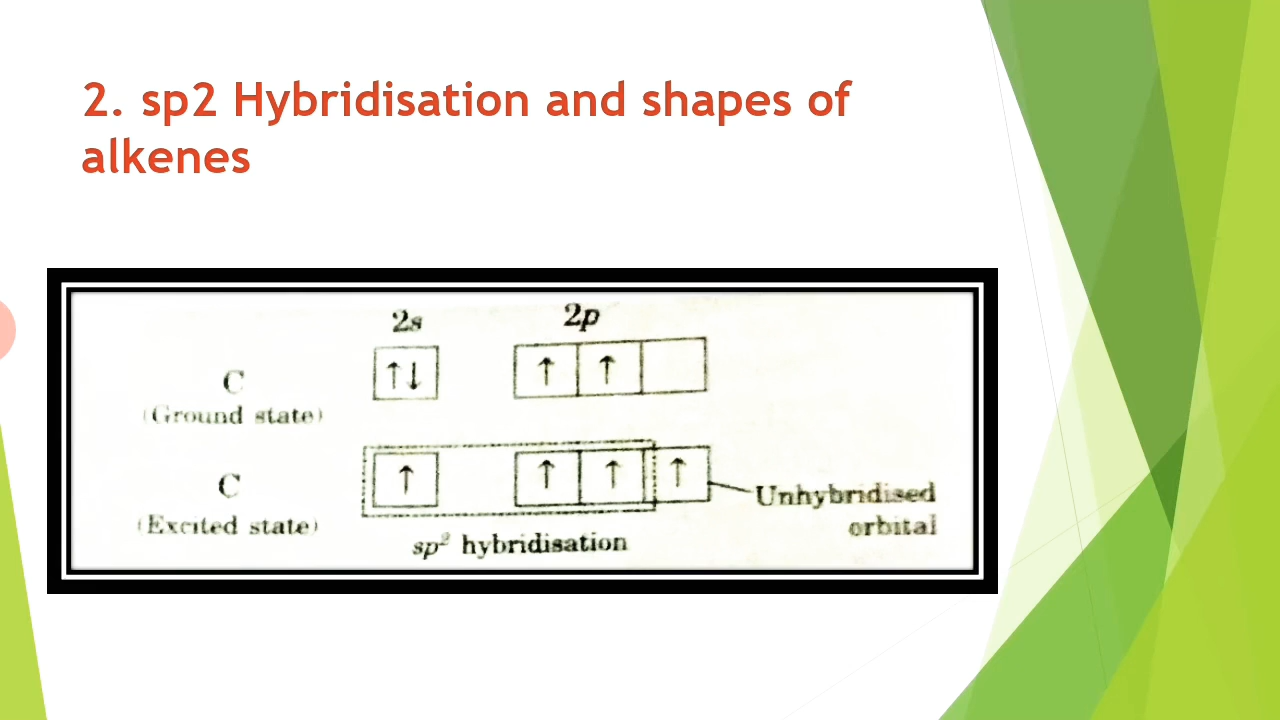 2. sp2 Hybridisation and shapes of
alkenes
2s 2p
↑↓ ↑ ↑
C
(Ground state)
C
↑ ↑ ↑ ↑
(Excited state)
Unhybridised
orbital
sp² hybridisation